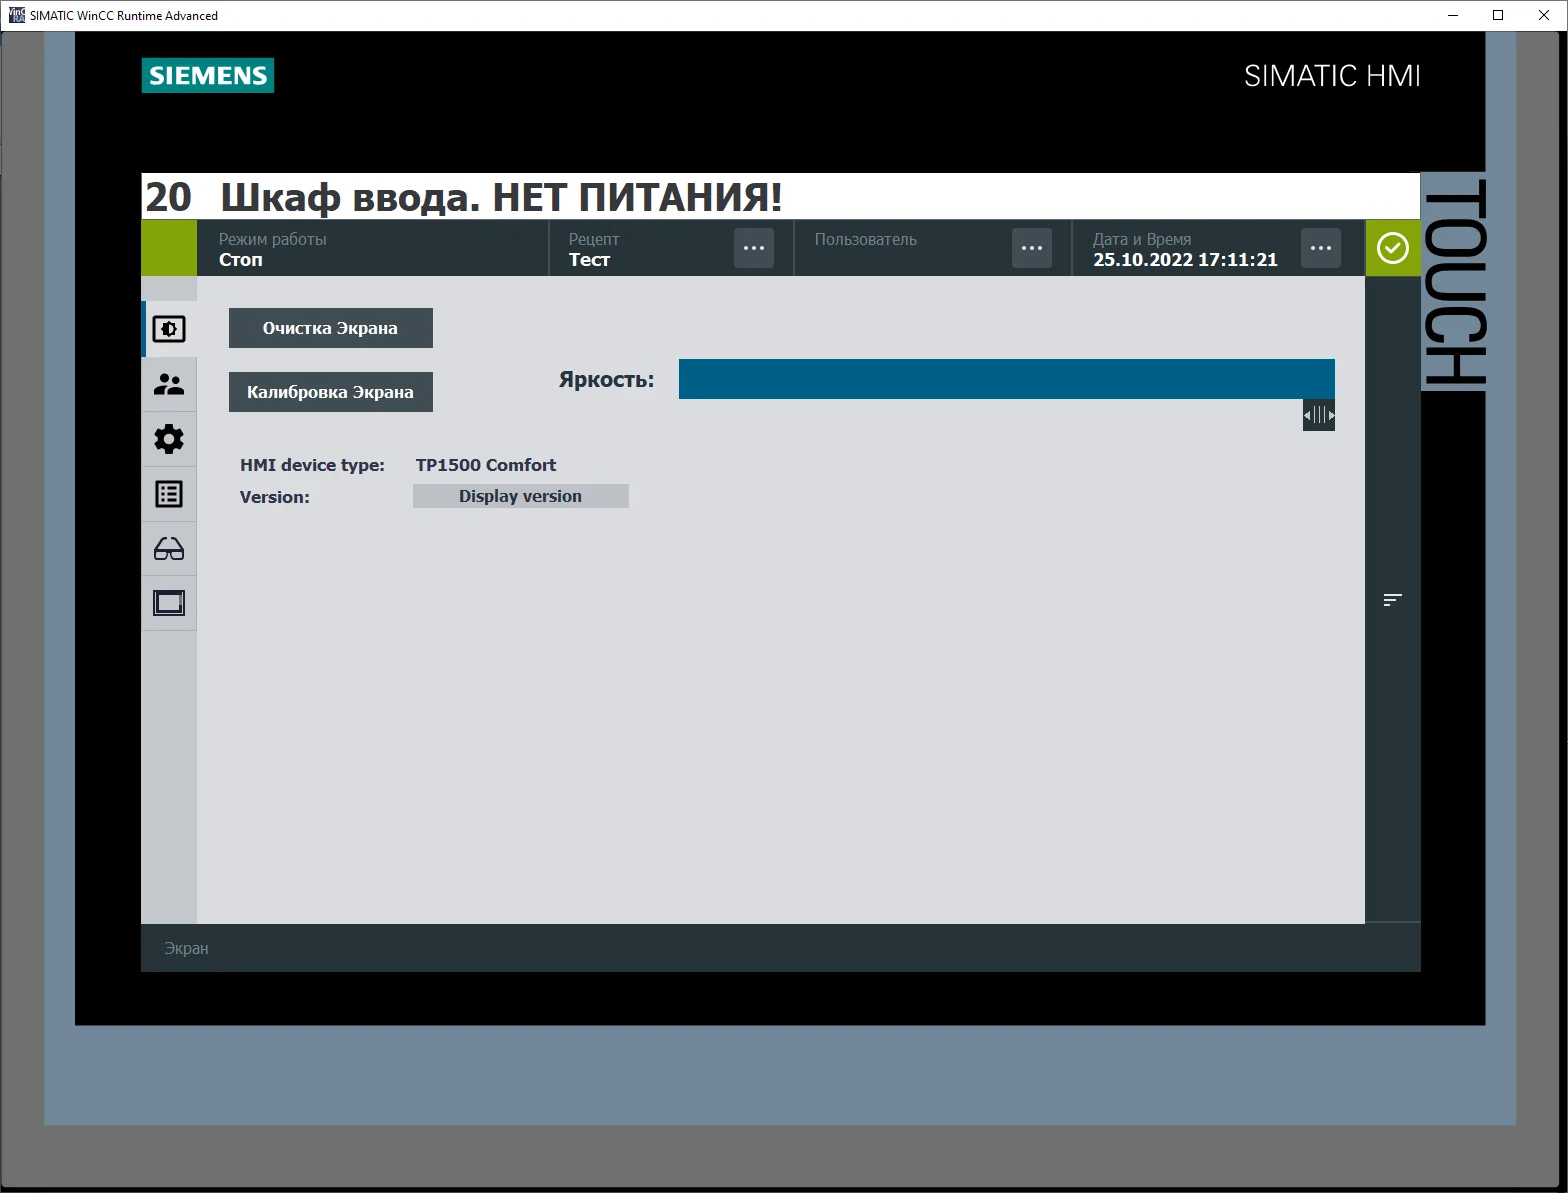 SIMATIC WinCC Runtime Advanced
SIEMENS
SIMATIC HMI
TOUCH
20 Шкаф ввода. НЕТ ПИТАНИЯ!
Режим работы
Стоп
Рецепт
Тест
Пользователь
Дата и Время
25.10.2022 17:11:21
Очистка Экрана
Калибровка Экрана
Яркость:
HMI device type: TP1500 Comfort
Version: Display version
Экран